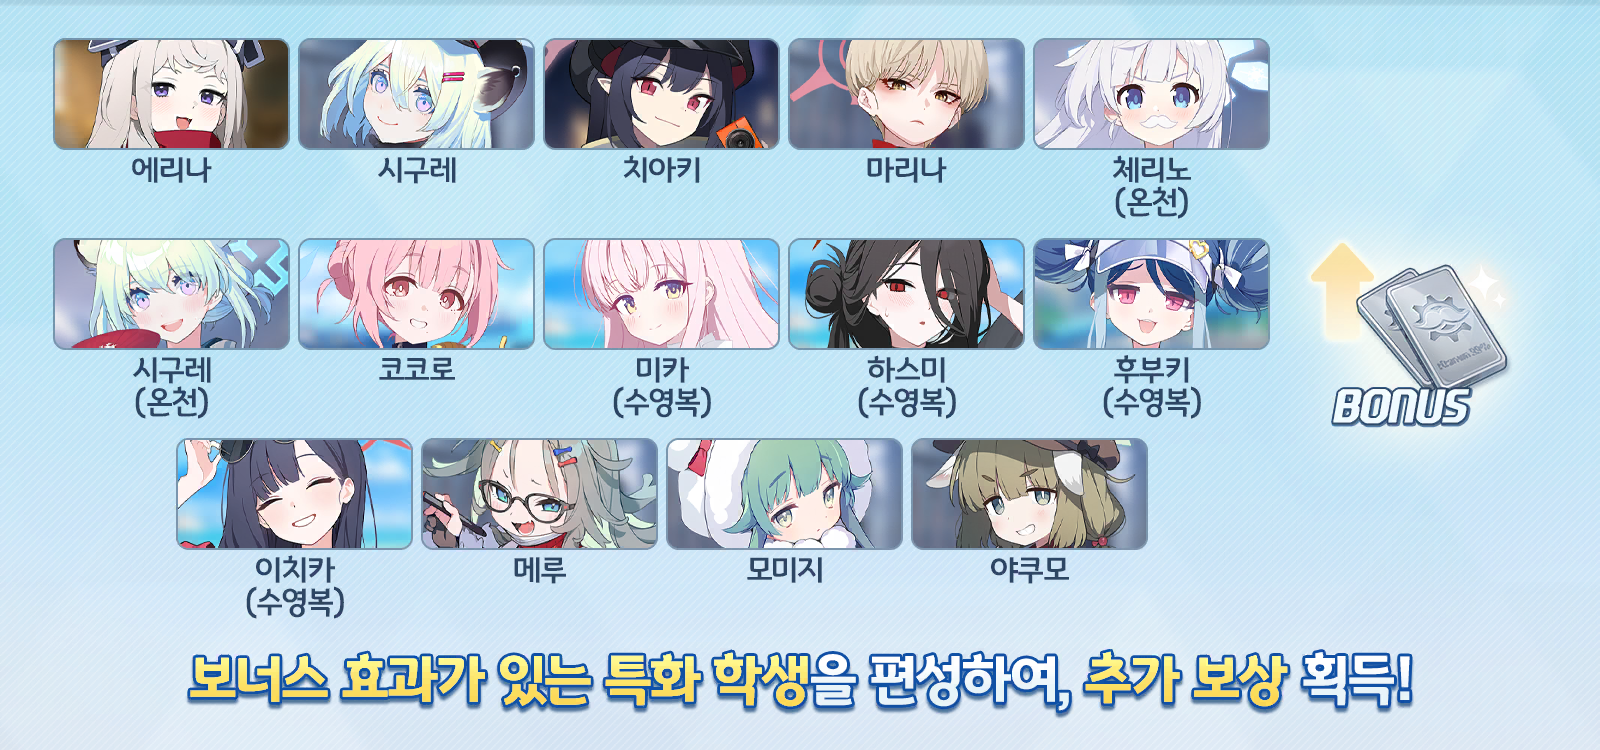 에리나
시구레
치아키
마리나
체리노
(온천)
시구레
(온천)
코코로
미카
(수영복)
하스미
(수영복)
후부키
(수영복)
BONUS
이치카
(수영복)
메루
모미지
야쿠모
보너스 효과가 있는 특화 학생을 편성하여, 추가 보상 획득!